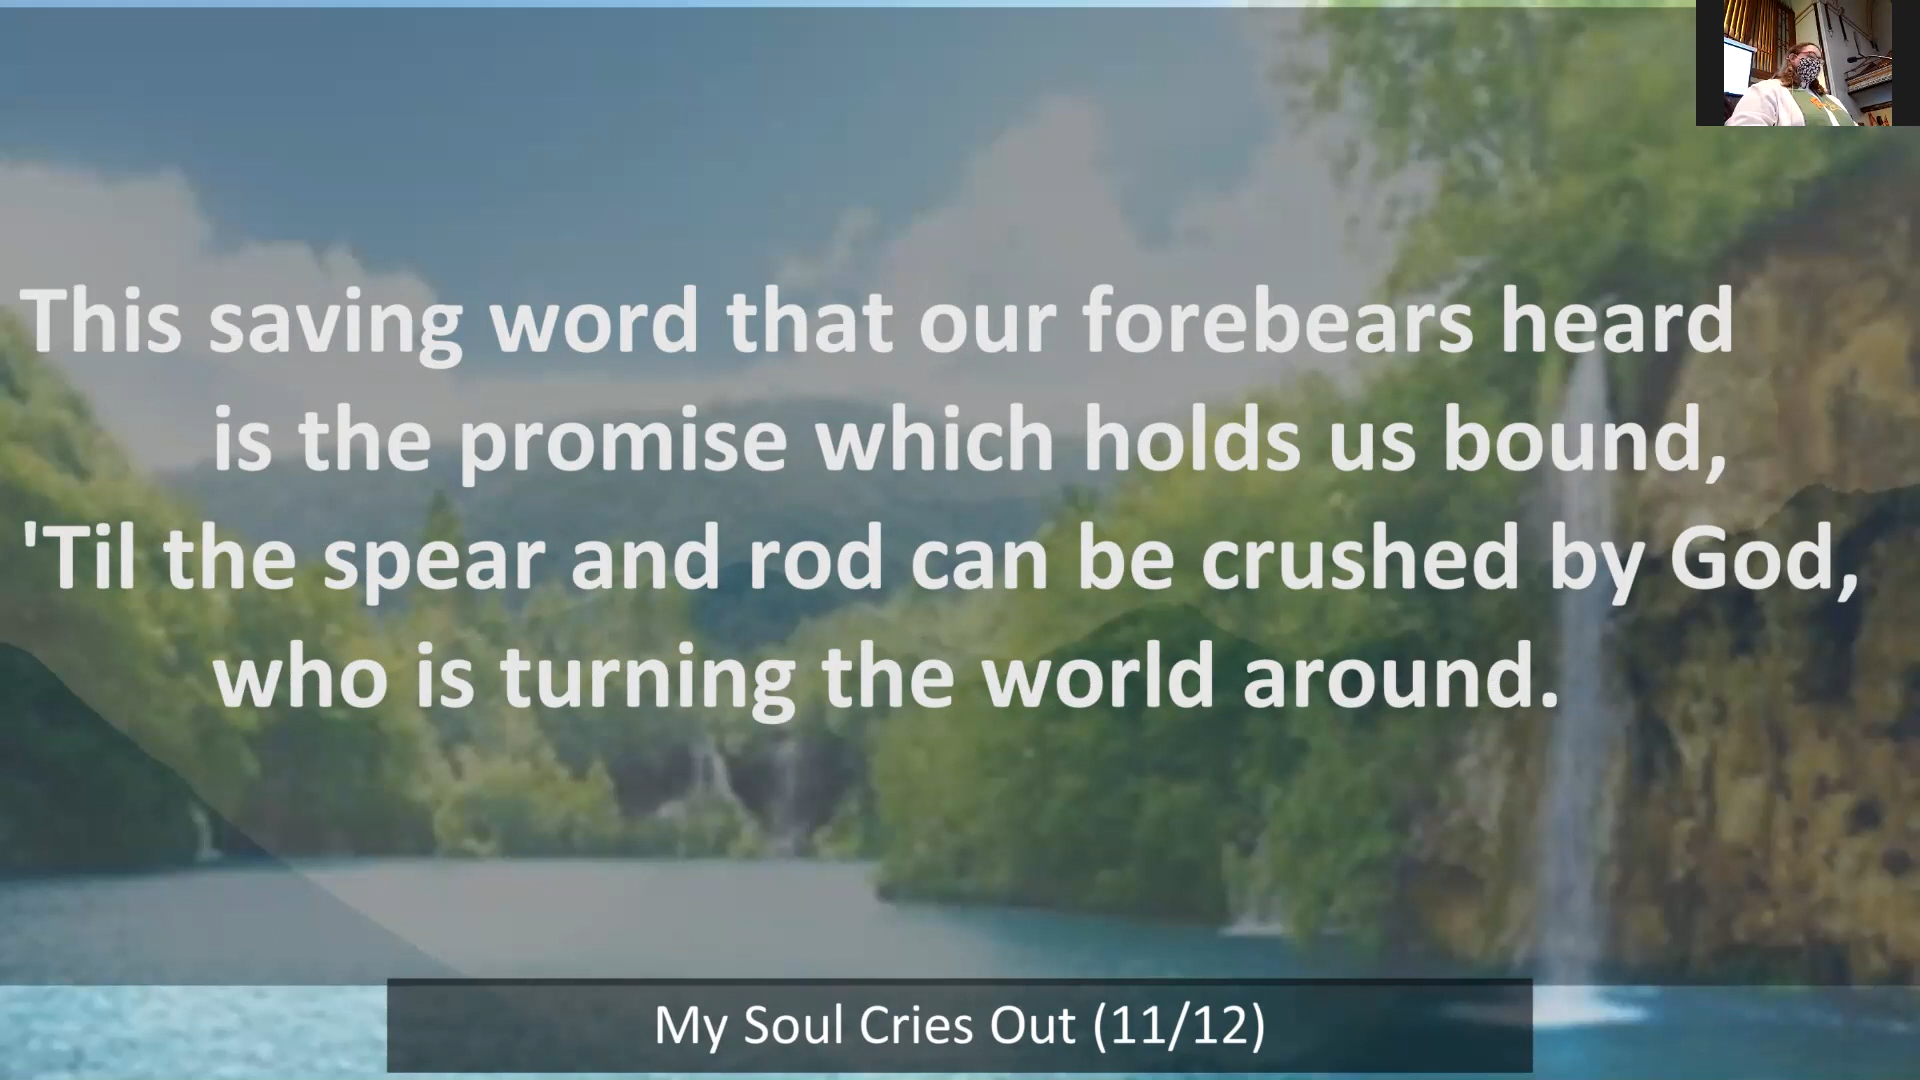 This saving word that our forebears heard
is the promise which holds us bound,
'Til the spear and rod can be crushed by God,
who is turning the world around.
My Soul Cries Out (11/12)